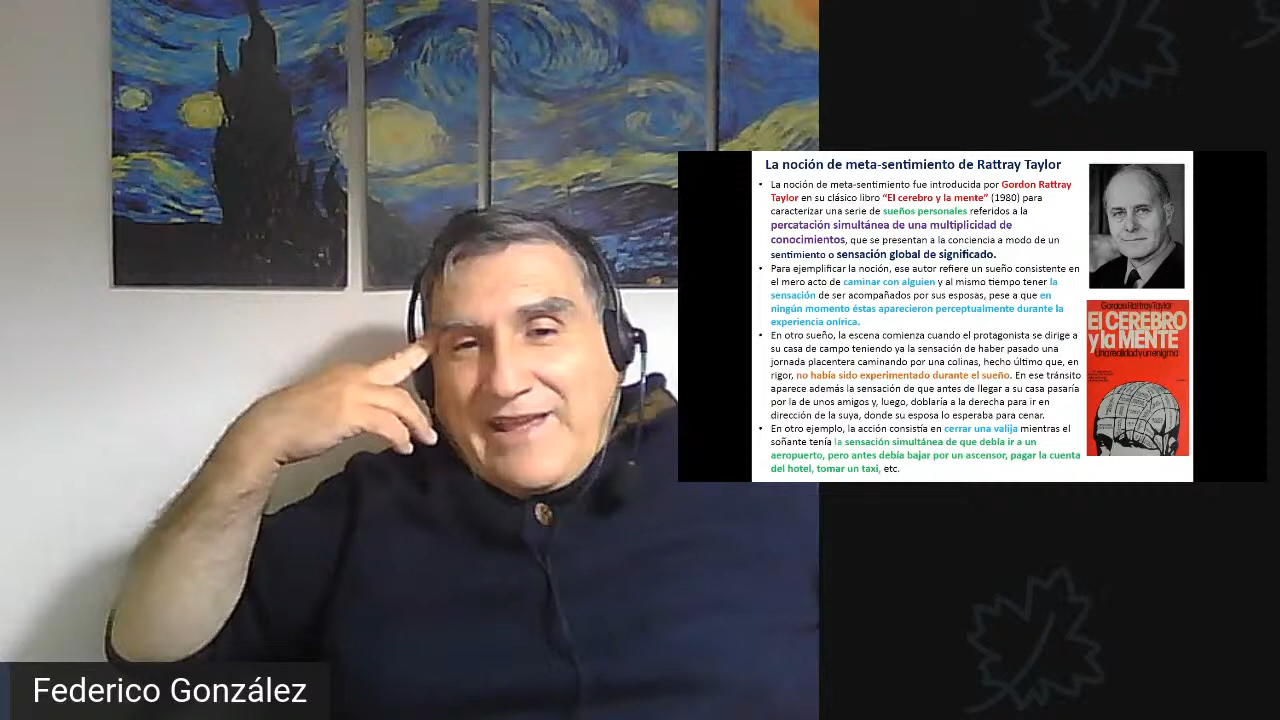 La noción de meta-sentimiento de Rattray Taylor
• La noción de meta-sentimiento fue introducida por Gordon Rattray
Taylor en su clásico libro “El cerebro y la mente” (1980) para
caracterizar una serie de sueños personales referidos a la
percatación simultánea de una multiplicidad de
conocimientos, que se presentan a la conciencia a modo de un
sentimiento o sensación global de significado.
• Para ejemplificar la noción, ese autor refiere un sueño consistente en
el mero acto de caminar con alguien y al mismo tiempo tener la
sensación de ser acompañados por sus esposas, pese a que en
ningún momento éstas aparecieron perceptualmente durante la
experiencia onírica.
• En otro sueño, la escena comienza cuando el protagonista se dirige a
su casa de campo teniendo ya la sensación de haber pasado una
jornada placentera caminando por una colinas, hecho último que, en
rigor, no había sido experimentado durante el sueño. En ese tránsito
aparece además la sensación de que antes de llegar a su casa pasaría
por la de unos amigos y, luego, doblaría a la derecha para ir en
dirección de la suya, donde su esposa lo esperaba para cenar.
• En otro ejemplo, la acción consistía en cerrar una valija mientras el
soñante tenía la sensación simultánea de que debía ir a un
aeropuerto, pero antes debía bajar por un ascensor, pagar la cuenta
del hotel, tomar un taxi, etc.
Gordon Rattray Taylor
El CEREBRO
y la MENTE
Una realidad y un enigma
Federico González